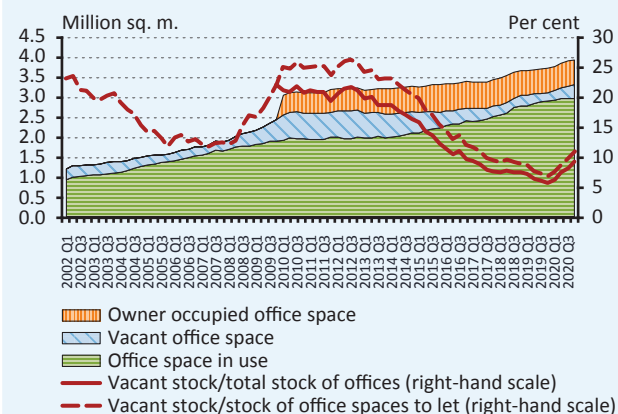 Million sq. m. Per cent
4.5 30
4.0 25
3.5
3.0 20
2.5
2.0 15
1.5 10
1.0
0.5 5
0.0 0
2002 Q1
2002 Q3
2003 Q1
2003 Q3
2004 Q1
2004 Q3
2005 Q1
2005 Q3
2006 Q1
2006 Q3
2007 Q1
2007 Q3
2008 Q1
2008 Q3
2009 Q1
2009 Q3
2010 Q1
2010 Q3
2011 Q1
2011 Q3
2012 Q1
2012 Q3
2013 Q1
2013 Q3
2014 Q1
2014 Q3
2015 Q1
2015 Q3
2016 Q1
2016 Q3
2017 Q1
2017 Q3
2018 Q1
2018 Q3
2019 Q1
2019 Q3
2020 Q1
2020 Q3
Owner occupied office space
Vacant office space
Office space in use
Vacant stock/total stock of offices (right-hand scale)
Vacant stock/stock of office spaces to let (right-hand scale)